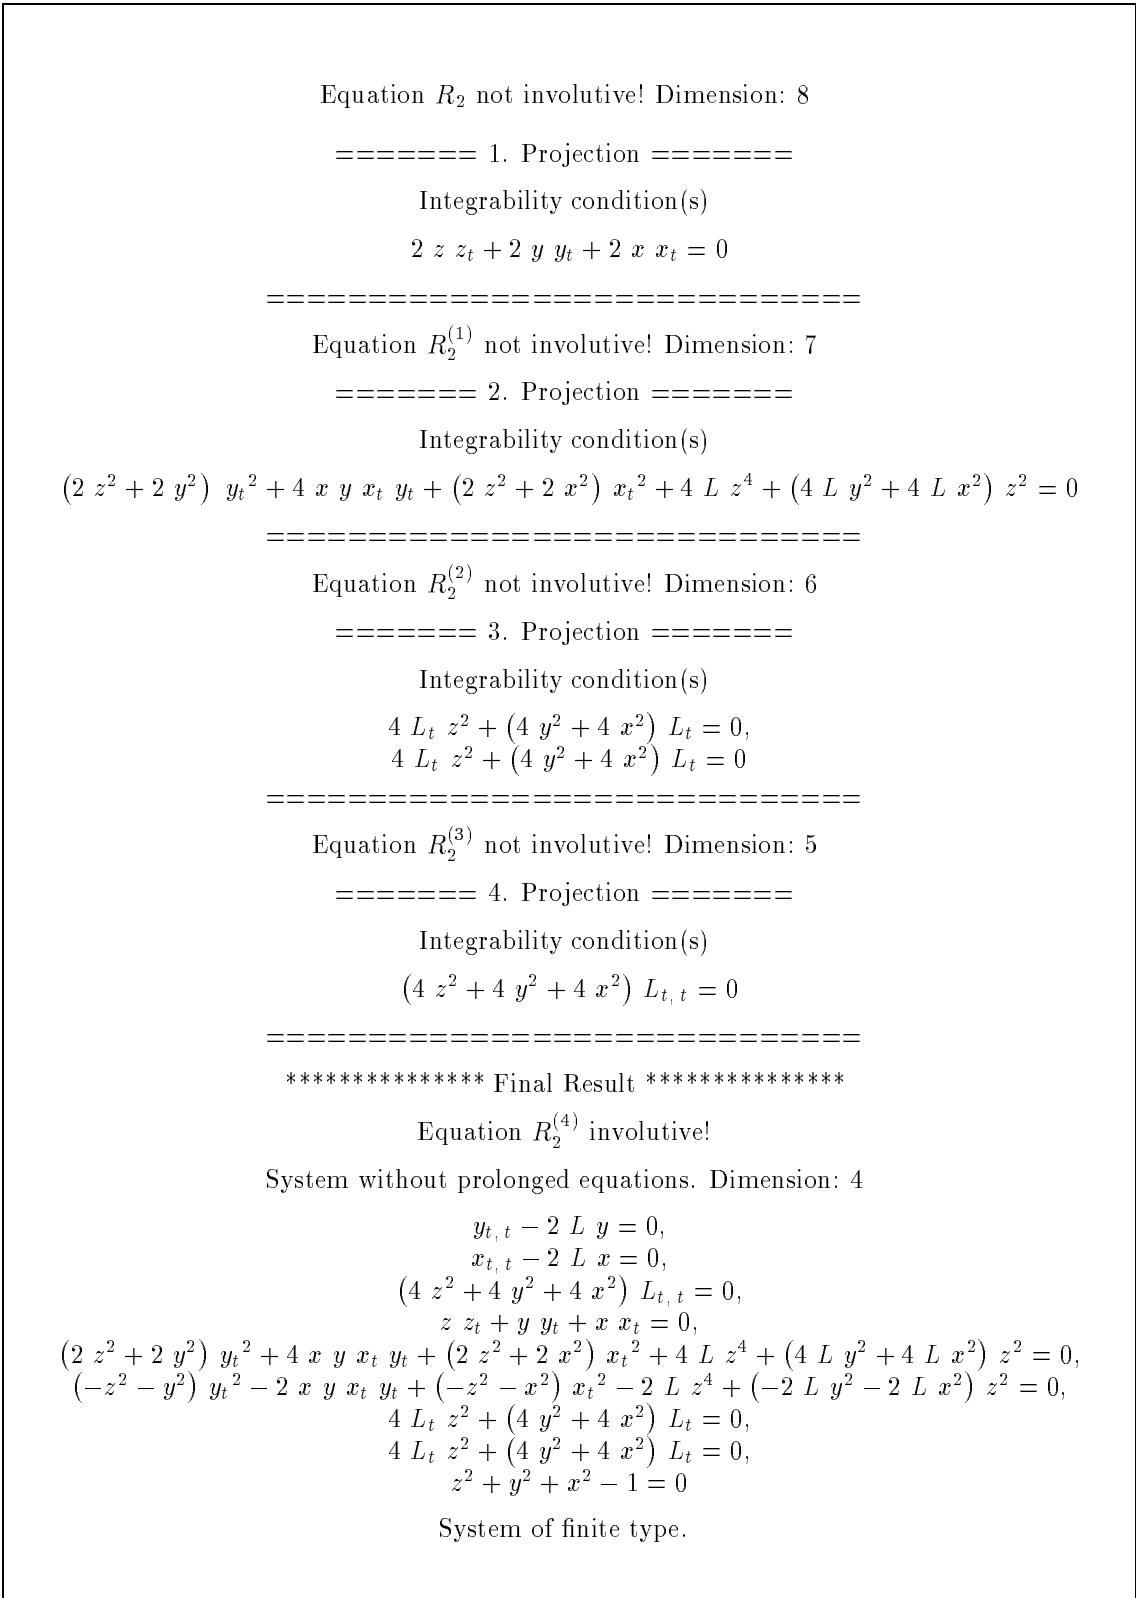 Equation $R_2$ not involutive! Dimension: 8
======= 1. Projection =======
Integrability condition(s)
$2\ z\ z_t + 2\ y\ y_t + 2\ x\ x_t = 0$
=============================
Equation $R_2^{(1)}$ not involutive! Dimension: 7
======= 2. Projection =======
Integrability condition(s)
$(2\ z^2 + 2\ y^2)\ y_t{}^2 + 4\ x\ y\ x_t\ y_t + (2\ z^2 + 2\ x^2)\ x_t{}^2 + 4\ L\ z^4 + (4\ L\ y^2 + 4\ L\ x^2)\ z^2 = 0$
=============================
Equation $R_2^{(2)}$ not involutive! Dimension: 6
======= 3. Projection =======
Integrability condition(s)
$4\ L_t\ z^2 + (4\ y^2 + 4\ x^2)\ L_t = 0,$
$4\ L_t\ z^2 + (4\ y^2 + 4\ x^2)\ L_t = 0$
=============================
Equation $R_2^{(3)}$ not involutive! Dimension: 5
======= 4. Projection =======
Integrability condition(s)
$(4\ z^2 + 4\ y^2 + 4\ x^2)\ L_{t,t} = 0$
=============================
*************** Final Result ***************
Equation $R_2^{(4)}$ involutive!
System without prolonged equations. Dimension: 4
$y_{t,t} - 2\ L\ y = 0,$
$x_{t,t} - 2\ L\ x = 0,$
$(4\ z^2 + 4\ y^2 + 4\ x^2)\ L_{t,t} = 0,$
$z\ z_t + y\ y_t + x\ x_t = 0,$
$(2\ z^2 + 2\ y^2)\ y_t{}^2 + 4\ x\ y\ x_t\ y_t + (2\ z^2 + 2\ x^2)\ x_t{}^2 + 4\ L\ z^4 + (4\ L\ y^2 + 4\ L\ x^2)\ z^2 = 0,$
$(-z^2 - y^2)\ y_t{}^2 - 2\ x\ y\ x_t\ y_t + (-z^2 - x^2)\ x_t{}^2 - 2\ L\ z^4 + (-2\ L\ y^2 - 2\ L\ x^2)\ z^2 = 0,$
$4\ L_t\ z^2 + (4\ y^2 + 4\ x^2)\ L_t = 0,$
$4\ L_t\ z^2 + (4\ y^2 + 4\ x^2)\ L_t = 0,$
$z^2 + y^2 + x^2 - 1 = 0$
System of finite type.